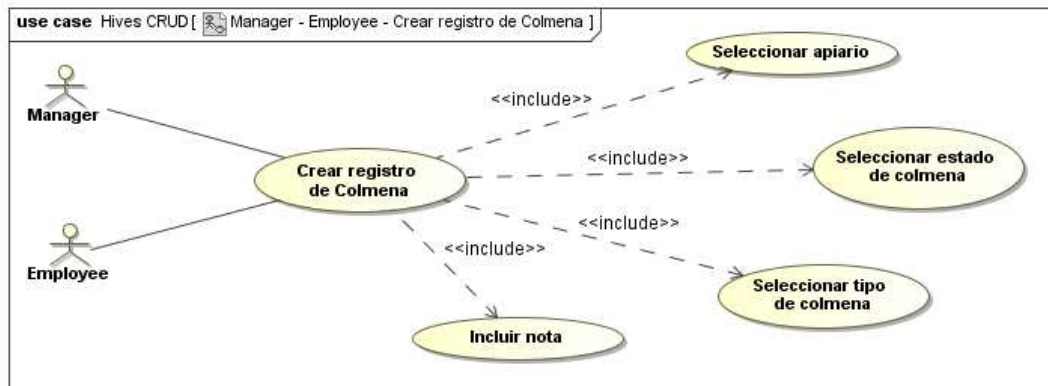 use case Hives CRUD [ Manager - Employee - Crear registro de Colmena ]
Manager
Employee
Crear registro
de Colmena
<<include>>
Seleccionar apiario
<<include>>
Seleccionar estado
de colmena
<<include>>
Seleccionar tipo
de colmena
<<include>>
Incluir nota